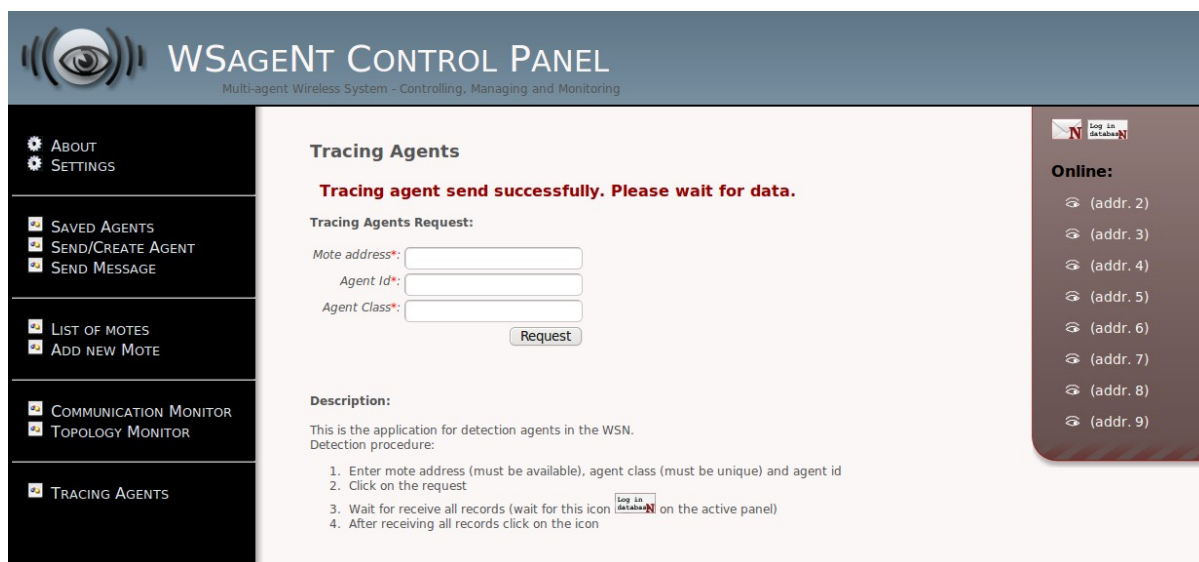 WSAGENT CONTROL PANEL
Multi-agent Wireless System - Controlling, Managing and Monitoring
ABOUT
SETTINGS
SAVED AGENTS
SEND/CREATE AGENT
SEND MESSAGE
LIST OF MOTES
ADD NEW MOTE
COMMUNICATION MONITOR
TOPOLOGY MONITOR
TRACING AGENTS
Tracing Agents
Tracing agent send successfully. Please wait for data.
Tracing Agents Request:
Mote address*:
Agent Id*:
Agent Class*:
Request
Description:
This is the application for detection agents in the WSN.
Detection procedure:
1. Enter mote address (must be available), agent class (must be unique) and agent id
2. Click on the request
3. Wait for receive all records (wait for this icon Log in databasN on the active panel)
4. After receiving all records click on the icon
N
Log in
databasN
Online:
(addr. 2)
(addr. 3)
(addr. 4)
(addr. 5)
(addr. 6)
(addr. 7)
(addr. 8)
(addr. 9)